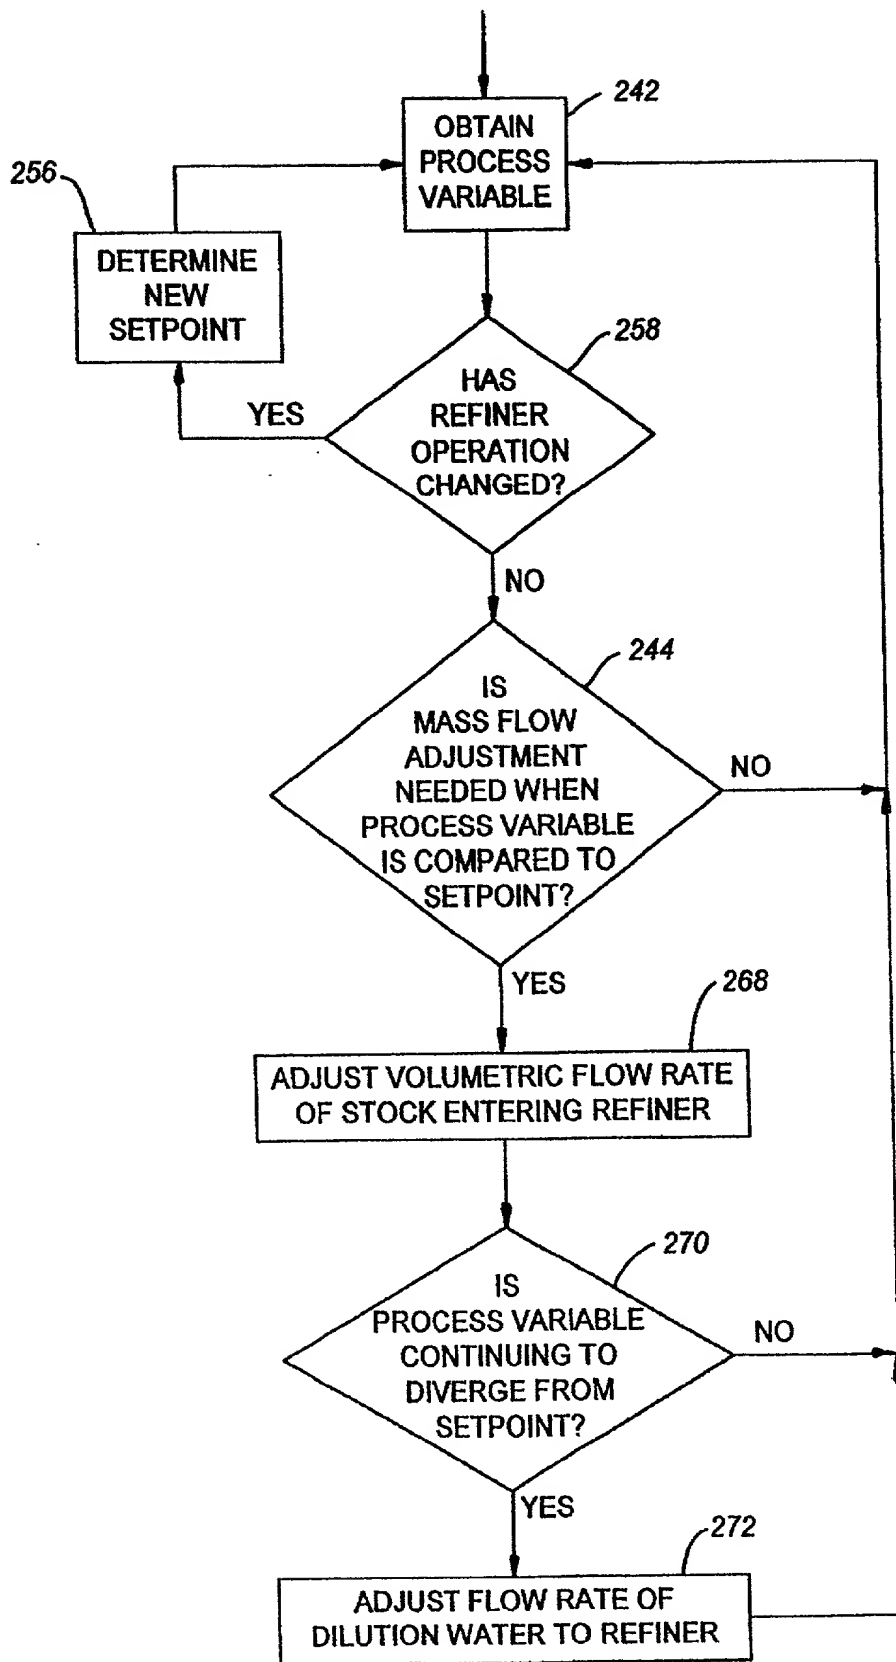 242
OBTAIN
PROCESS
VARIABLE
256
DETERMINE
NEW
SETPOINT
258
HAS
REFINER
OPERATION
CHANGED?
YES
NO
244
IS
MASS FLOW
ADJUSTMENT
NEEDED WHEN
PROCESS VARIABLE
IS COMPARED TO
SETPOINT?
NO
YES
268
ADJUST VOLUMETRIC FLOW RATE
OF STOCK ENTERING REFINER
270
IS
PROCESS VARIABLE
CONTINUING TO
DIVERGE FROM
SETPOINT?
NO
YES
272
ADJUST FLOW RATE OF
DILUTION WATER TO REFINER